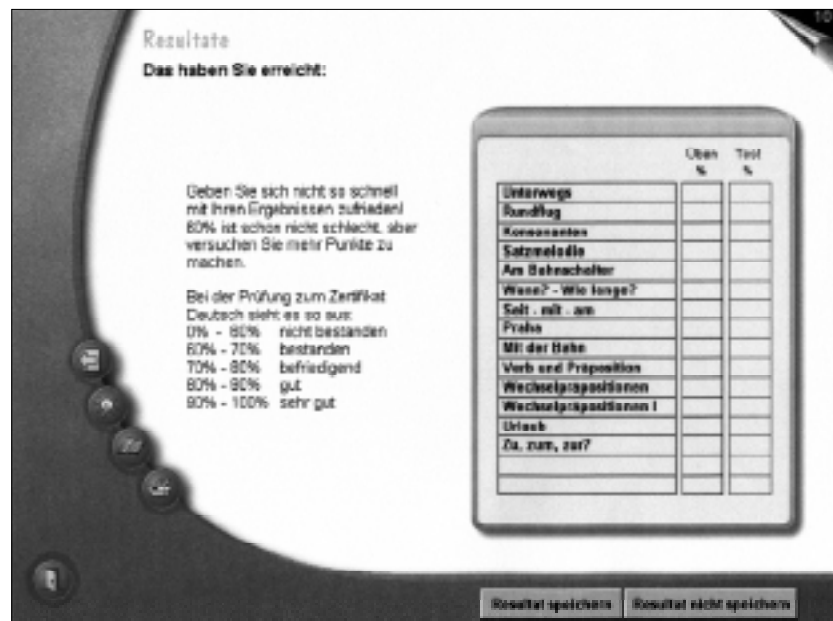 10
Resultate
Das haben Sie erreicht:
Geben Sie sich nicht so schnell
mit Ihren Ergebnissen zufrieden!
60% ist schon nicht schlecht, aber
versuchen Sie mehr Punkte zu
machen.
Bei der Prüfung zum Zertifikat
Deutsch sieht es so aus:
0% - 60% nicht bestanden
60% - 70% bestanden
70% - 80% befriedigend
80% - 90% gut
90% - 100% sehr gut
Üben Test
% %
Unterwegs
Rundflug
Konsonanten
Satzmelodie
Am Bahnschalter
Wann? - Wie lange?
Seit - mit - am
Praha
Mit der Bahn
Verb und Präposition
Wechselpräpositionen
Wechselpräpositionen I
Urlaub
Zu, zum, zur?
Resultat speichern Resultat nicht speichern